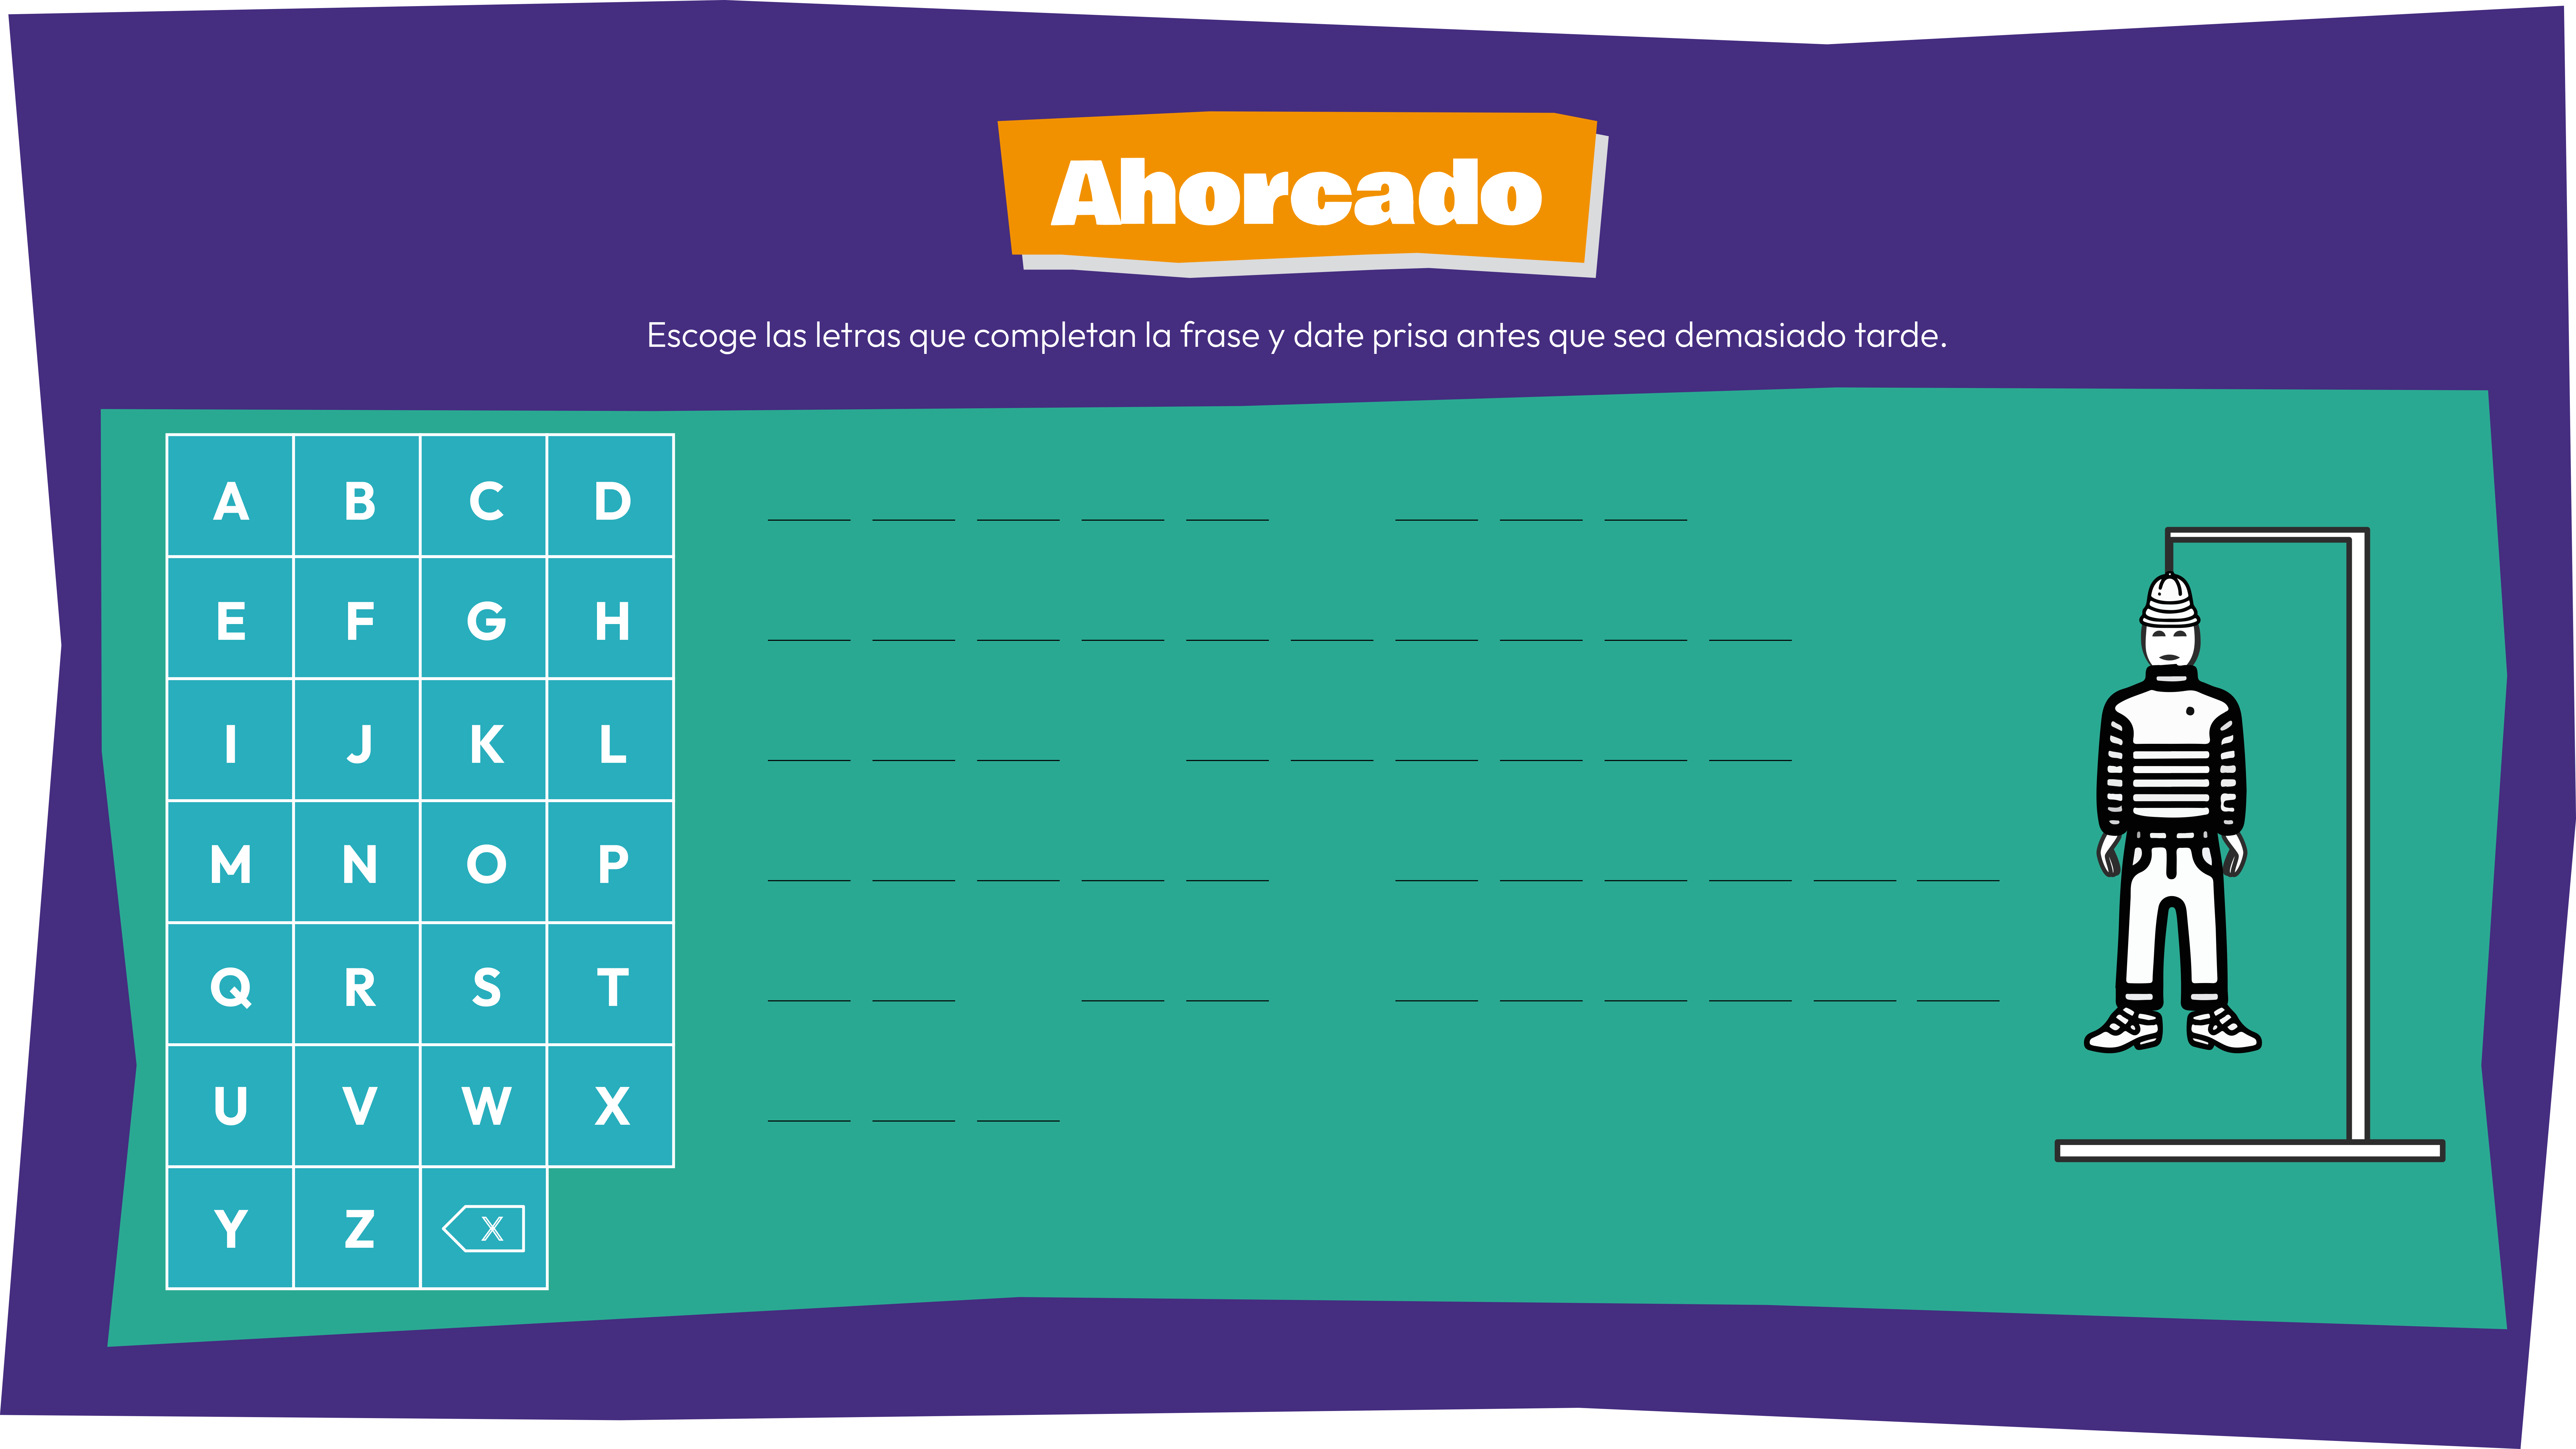 Ahorcado
Escoge las letras que completan la frase y date prisa antes que sea demasiado tarde.
A B C D
E F G H
I J K L
M N O P
Q R S T
U V W X
Y Z X